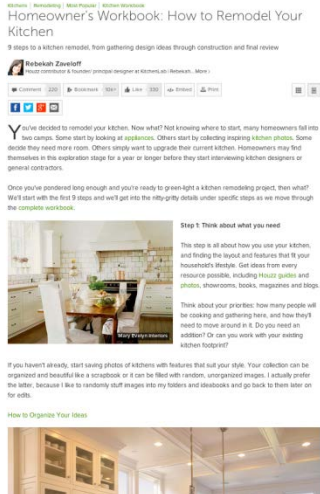 Kitchens | Remodeling | Most Popular | Kitchen Workbook
Homeowner's Workbook: How to Remodel Your
Kitchen
9 steps to a kitchen remodel, from gathering design ideas through construction and final review
Rebekah Zaveloff
Houzz contributor & founder/ principal designer at KitchenLab | Rebekah... More
Comment 220 Bookmark Like Embed Print
You've decided to remodel your kitchen. Now what? Not knowing where to start, many homeowners fall into
two camps. Some start by looking at appliances. Others start by collecting inspiring kitchen photos. Some
decide they need more room. Others simply want to upgrade their current kitchen. Homeowners may find
themselves in this exploration stage for a year or longer before they start interviewing kitchen designers or
general contractors.
Once you've pondered long enough and you're ready to green-light a kitchen remodeling project, then what?
We'll start with the first 9 steps and we'll get into the nitty-gritty details under specific steps as we move through
the complete workbook.
Step 1: Think about what you need
This step is all about how you use your kitchen,
and finding the layout and features that fit your
household's lifestyle. Get ideas from every
resource possible, including Houzz guides and
photos, showrooms, books, magazines and blogs.
Think about your priorities: how many people will
be cooking and gathering here, and how they'll
need to move around in it. Do you need an
addition? Or can you work with your existing
kitchen footprint?
Mary Evelyn Interiors
If you haven't already, start saving photos of kitchens with features that suit your style. Your collection can be
organized and beautiful like a scrapbook or it can be filled with random, unorganized images. I actually prefer
the latter, because I like to randomly stuff images into my folders and ideabooks and go back to them later on
for edits.
How to Organize Your Ideas